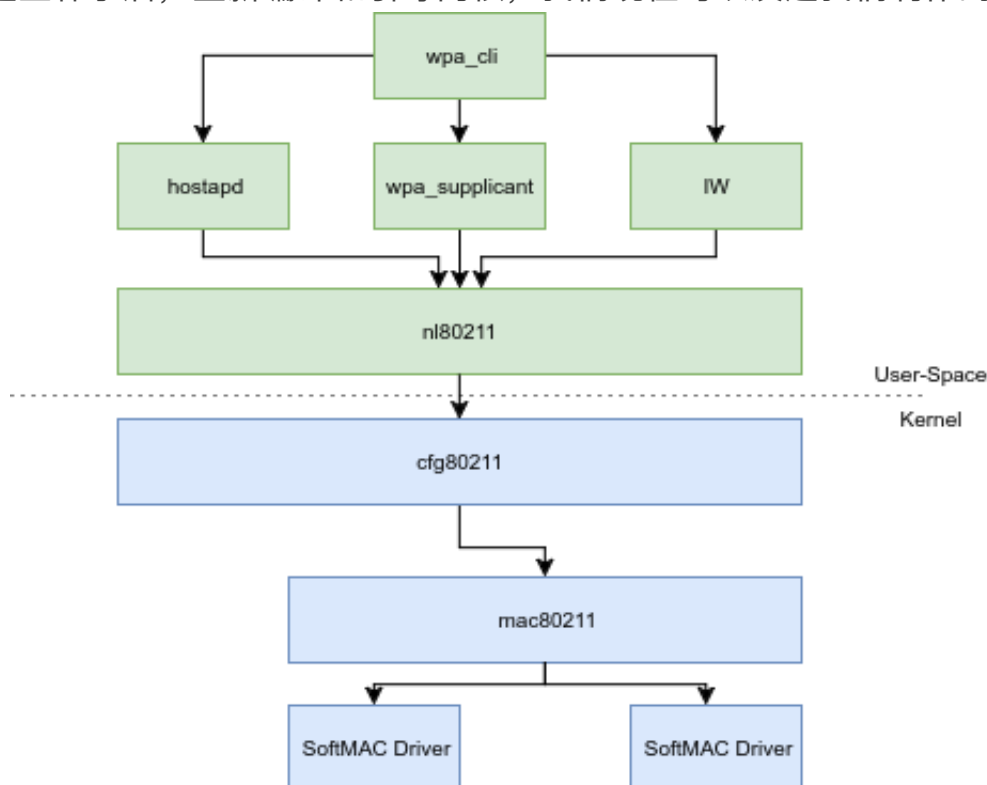 wpa_cli
hostapd
wpa_supplicant
IW
nl80211
User-Space
Kernel
cfg80211
mac80211
SoftMAC Driver
SoftMAC Driver